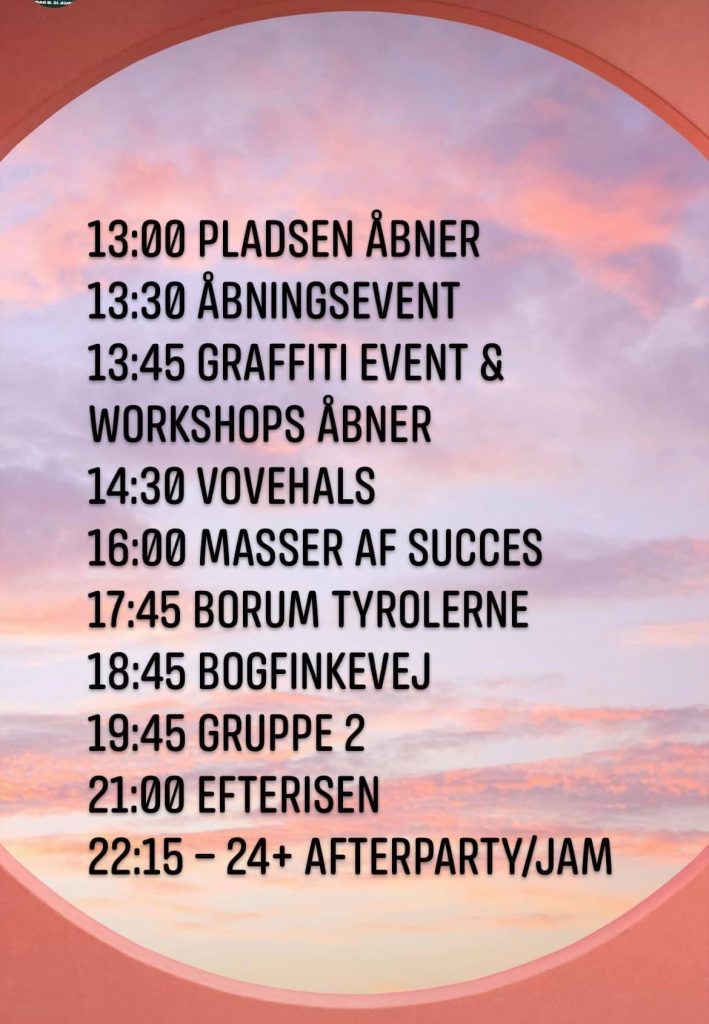 13:00 PLADSEN ÅBNER
13:30 ÅBNINGSEVENT
13:45 GRAFFITI EVENT &
WORKSHOPS ÅBNER
14:30 VOVEHALS
16:00 MASSER AF SUCCES
17:45 BORUM TYROLERNE
18:45 BOGFINKEVEJ
19:45 GRUPPE 2
21:00 EFTERISEN
22:15 – 24+ AFTERPARTY/JAM